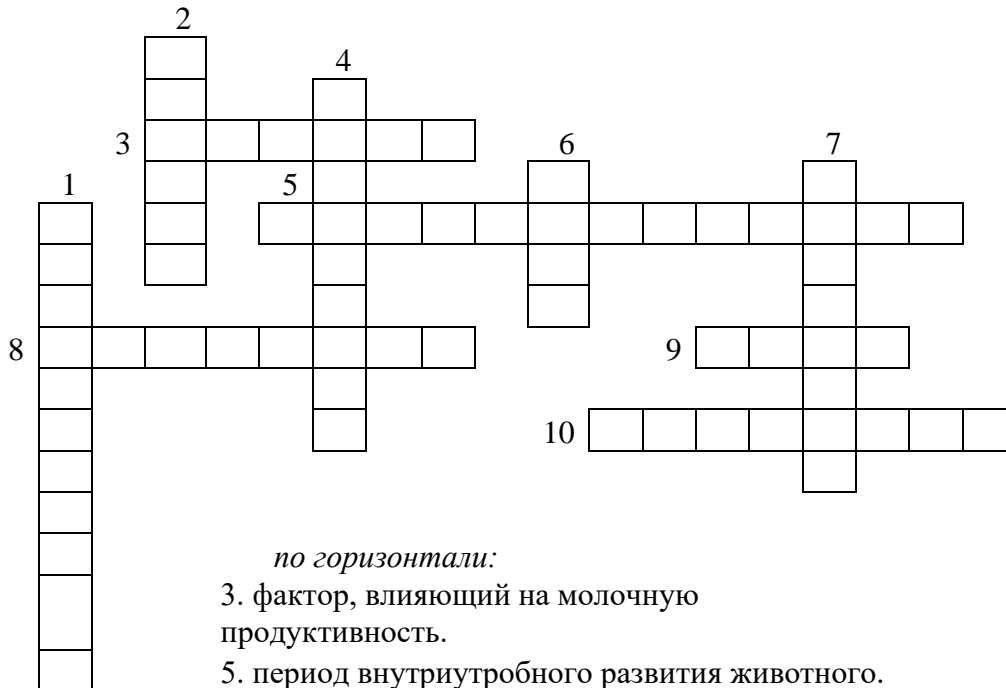 2
4
3
6
7
1
5
8
9
10
по горизонтали:
3. фактор, влияющий на молочную
продуктивность.
5. период внутриутробного развития животного.